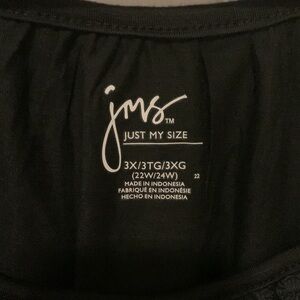 jms™
JUST MY SIZE
3X/3TG/3XG
(22W/24W)
22
MADE IN INDONESIA
FABRIQUÉ EN INDONÉSIE
HECHO EN INDONESIA